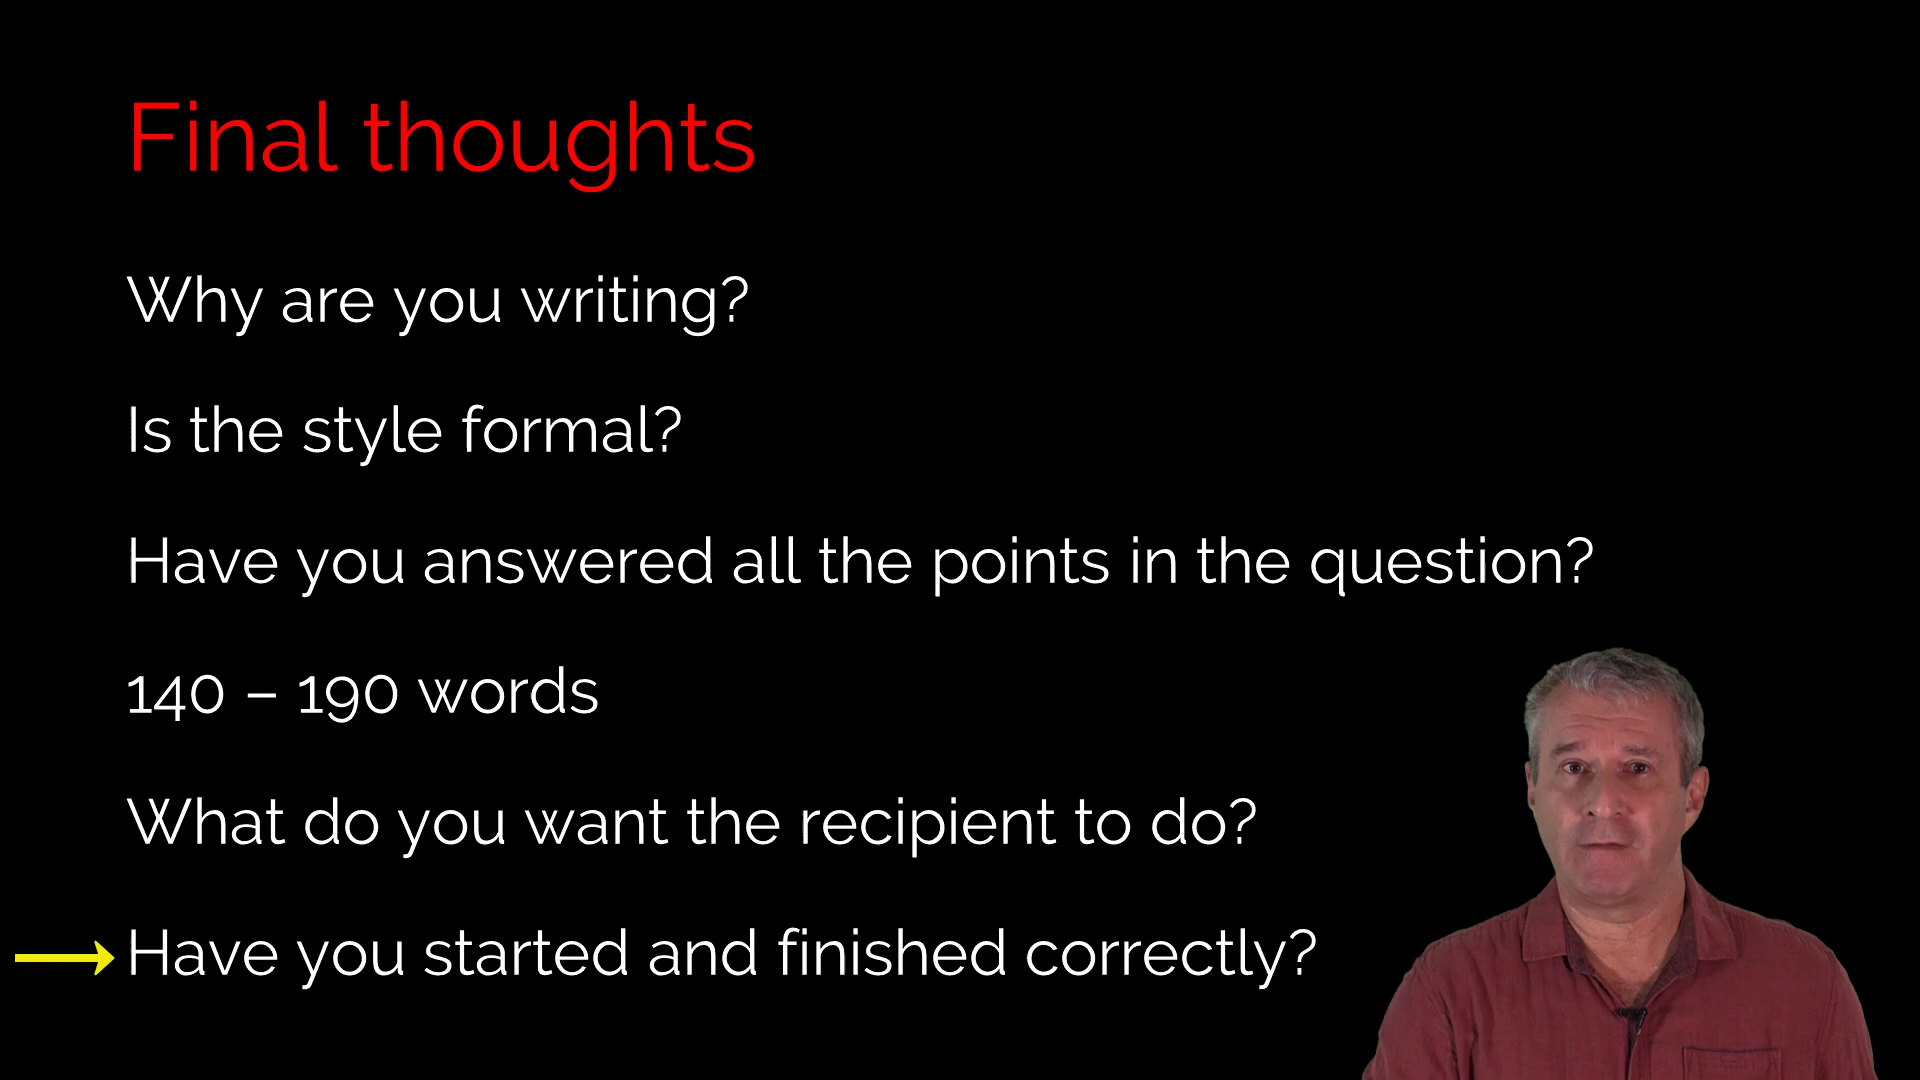 Final thoughts
Why are you writing?
Is the style formal?
Have you answered all the points in the question?
140 – 190 words
What do you want the recipient to do?
Have you started and finished correctly?